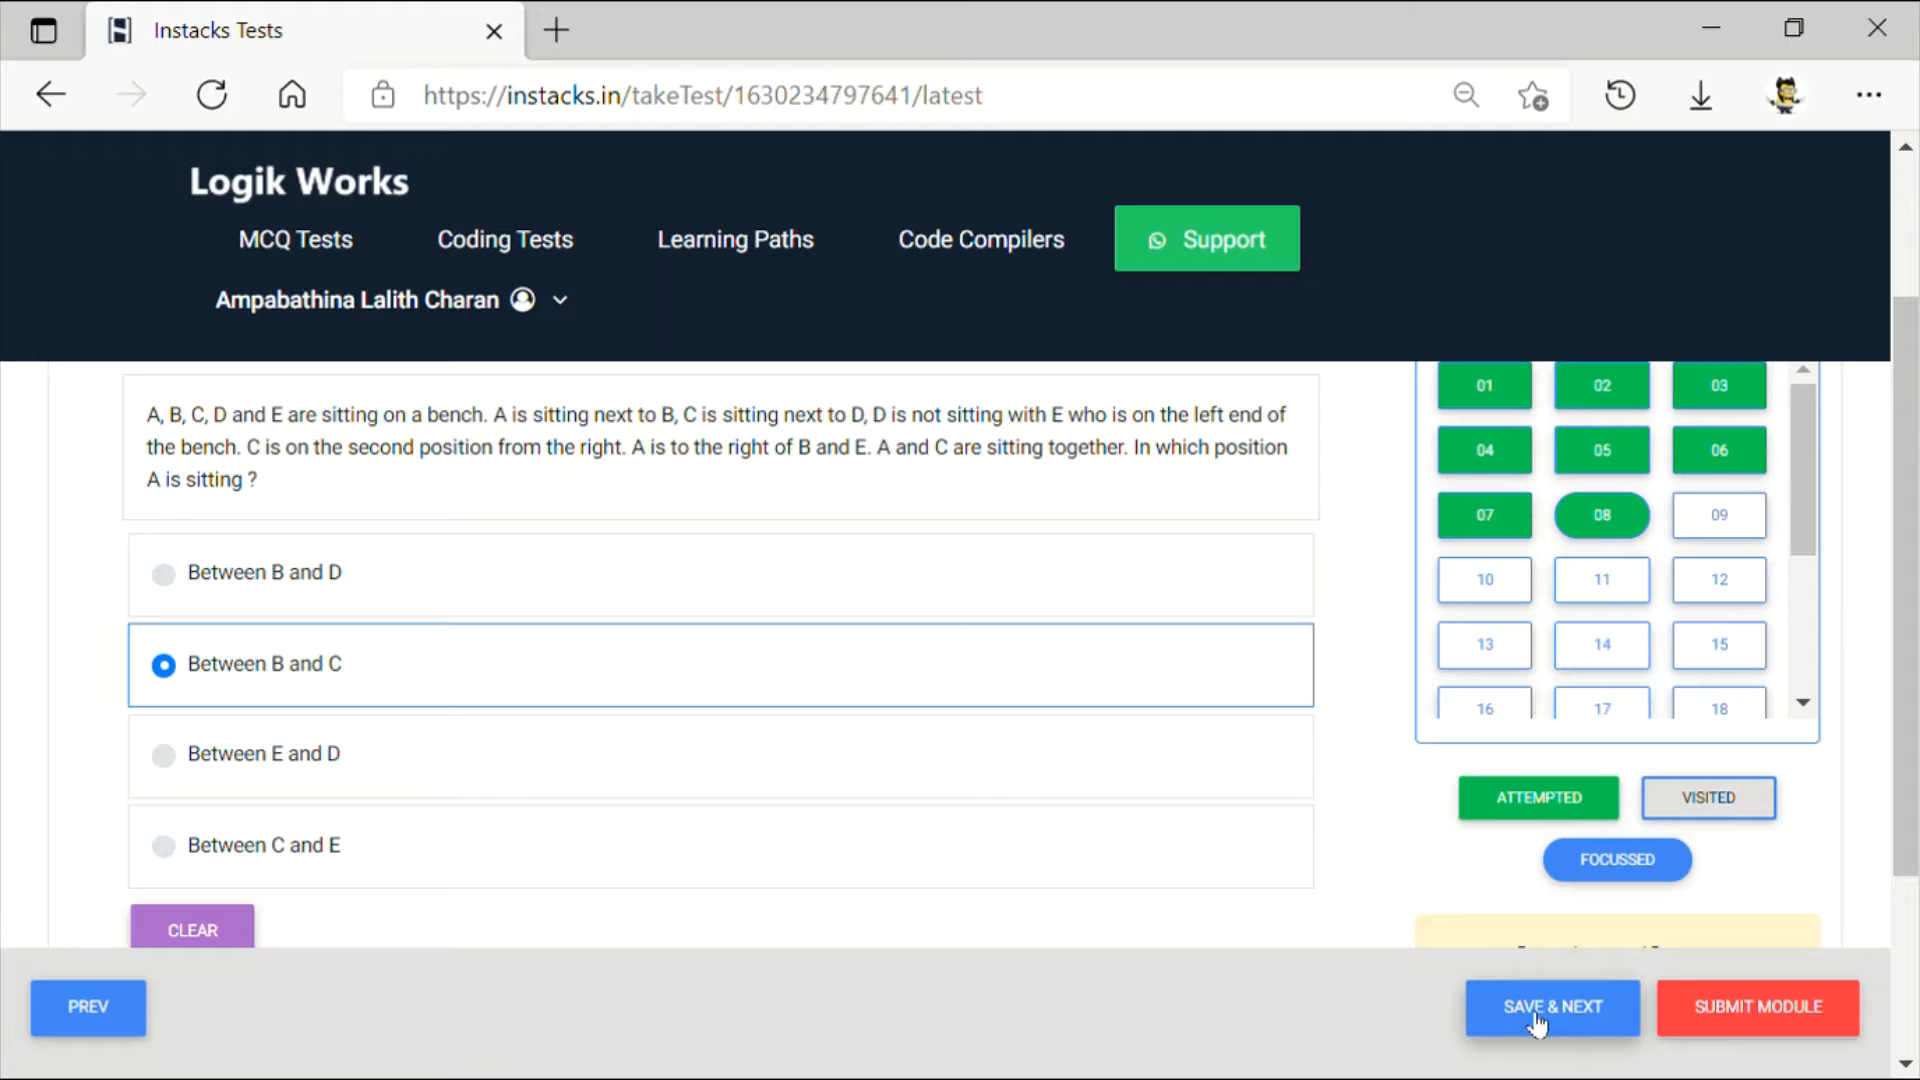 Instacks Tests
https://instacks.in/takeTest/1630234797641/latest
Logik Works
MCQ Tests
Coding Tests
Learning Paths
Code Compilers
Support
Ampabathina Lalith Charan
A, B, C, D and E are sitting on a bench. A is sitting next to B, C is sitting next to D, D is not sitting with E who is on the left end of
the bench. C is on the second position from the right. A is to the right of B and E. A and C are sitting together. In which position
A is sitting ?
Between B and D
Between B and C
Between E and D
Between C and E
CLEAR
01 02 03
04 05 06
07 08 09
10 11 12
13 14 15
16 17 18
ATTEMPTED
VISITED
FOCUSSED
PREV
SAVE & NEXT
SUBMIT MODULE